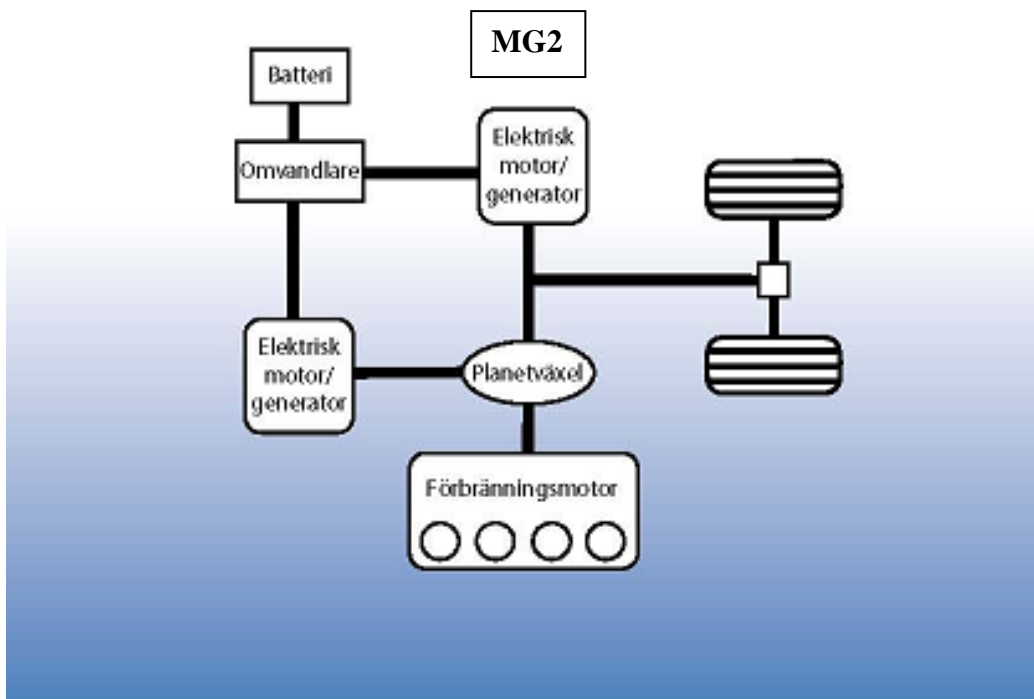 MG2
Batteri
Omvandlare
Elektrisk
motor/
generator
Elektrisk
motor/
generator
Planetväxel
Förbränningsmotor